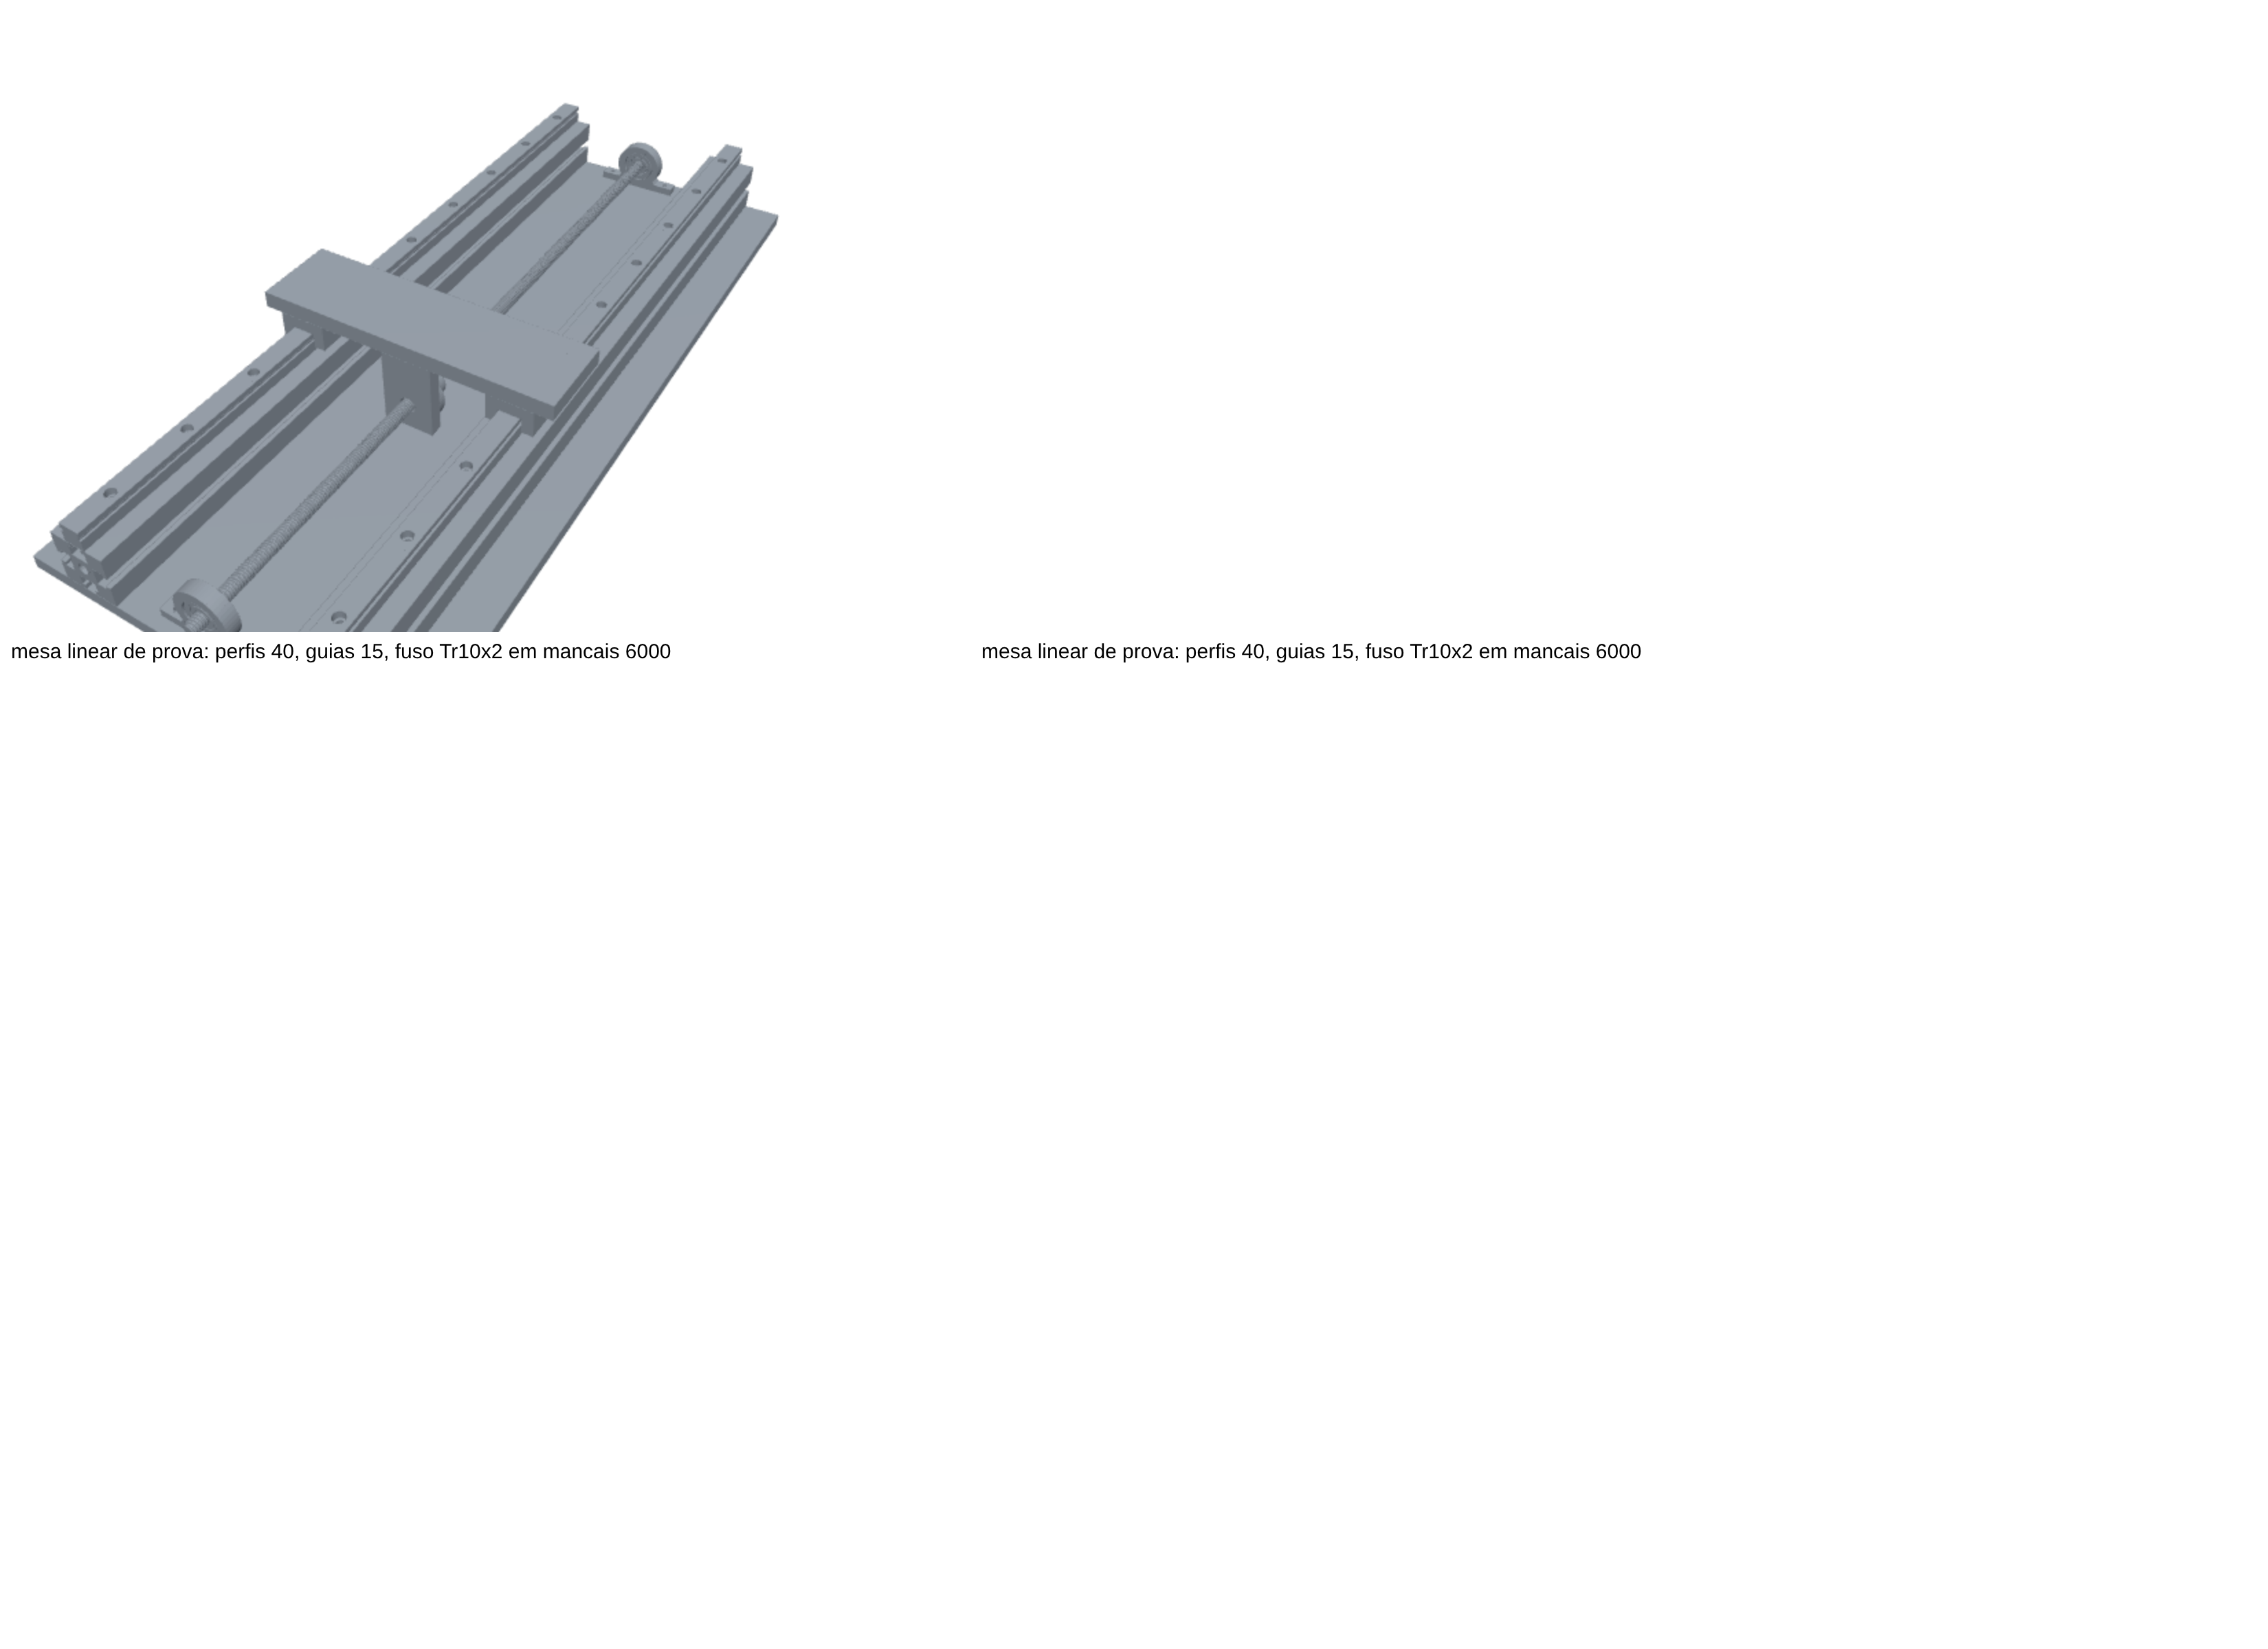 mesa linear de prova: perfis 40, guias 15, fuso Tr10x2 em mancais 6000
mesa linear de prova: perfis 40, guias 15, fuso Tr10x2 em mancais 6000